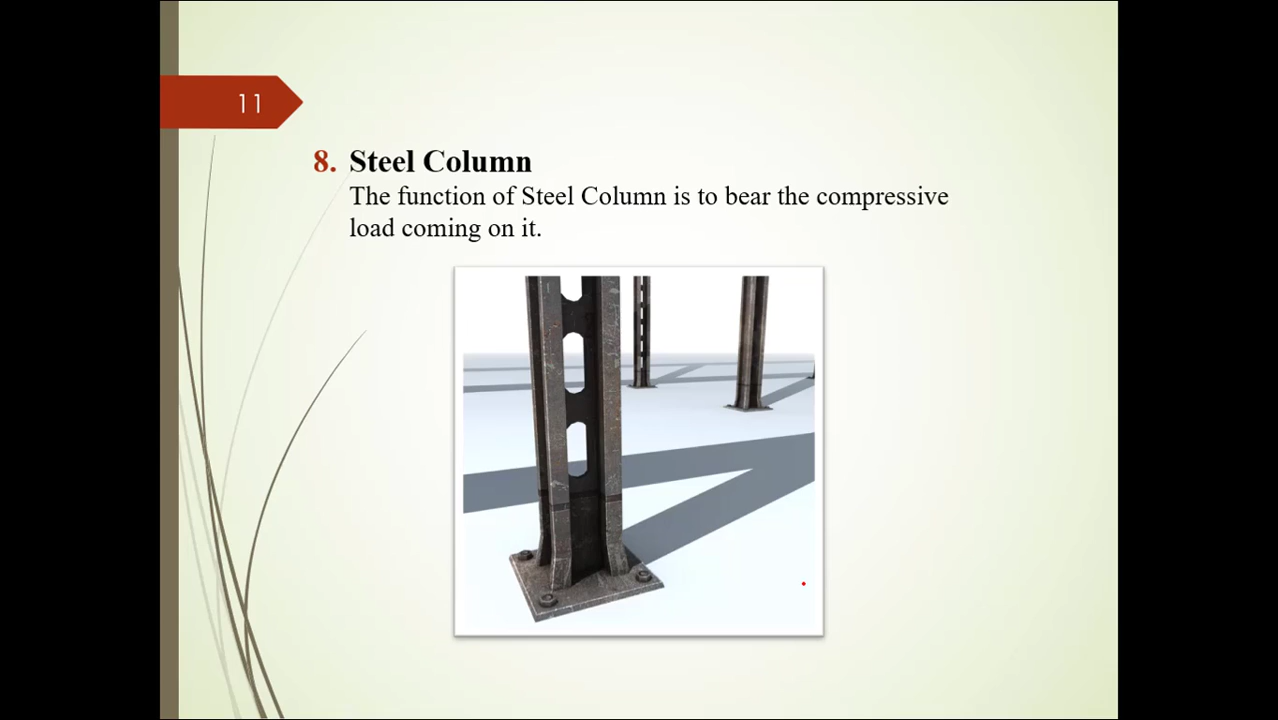 11
8. Steel Column
The function of Steel Column is to bear the compressive
load coming on it.